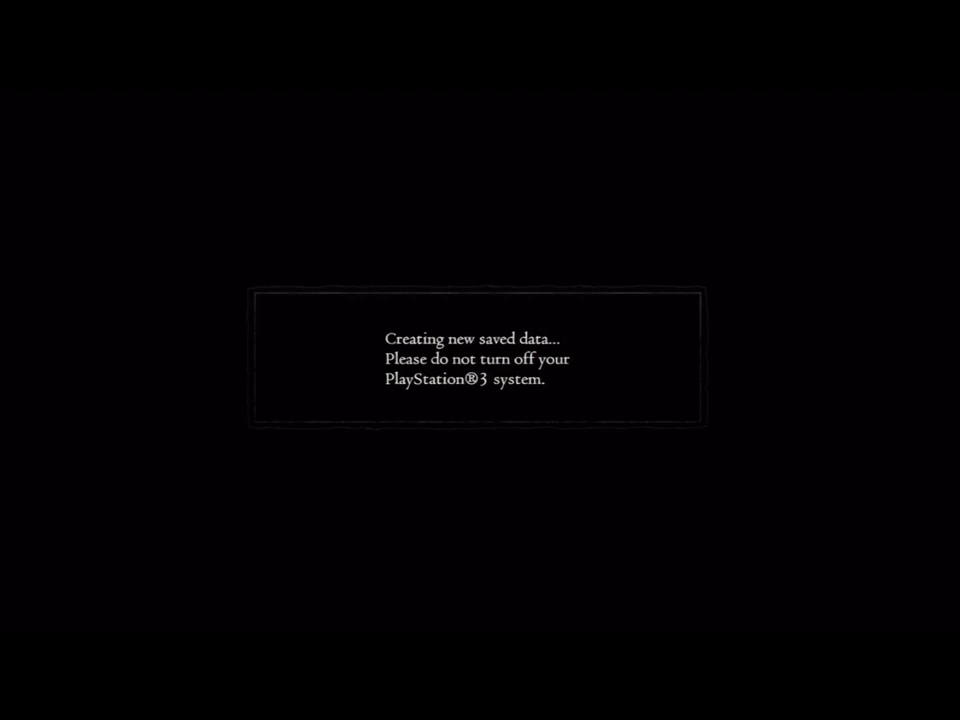 Creating new saved data...
Please do not turn off your
PlayStation®3 system.